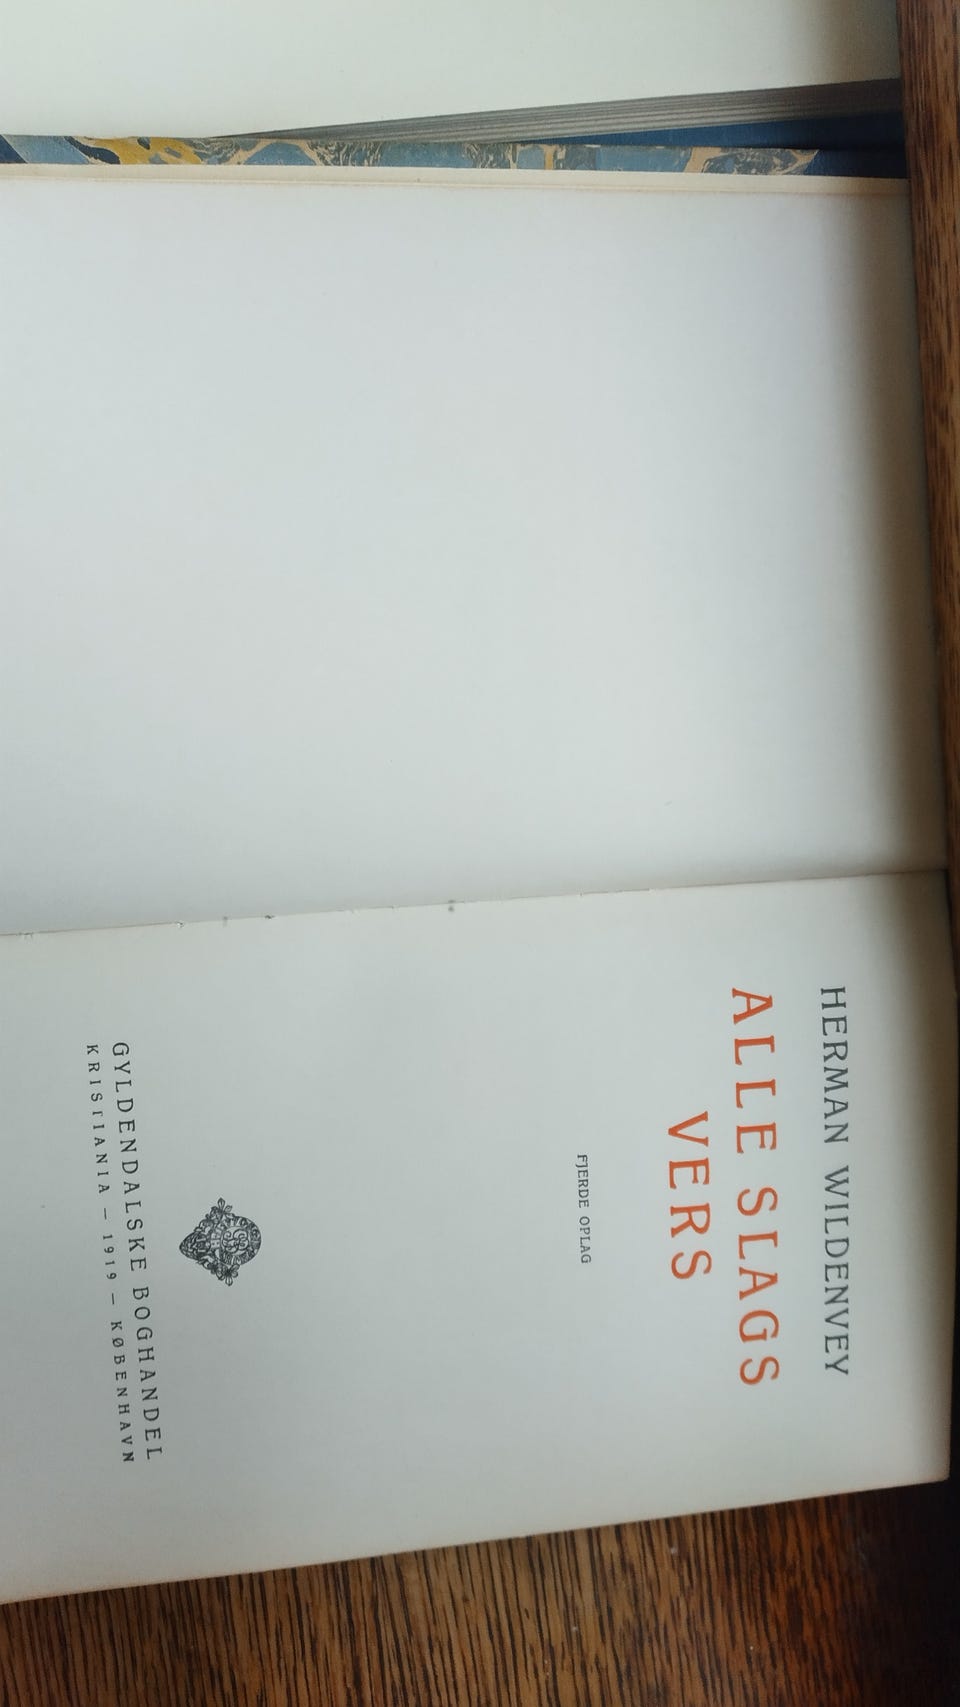 HERMAN WILDENVEY
ALLE SLAGS
VERS
FJERDE OPLAG
GYLDENDALSKE BOGHANDEL
KRISTIANIA — 1919 — KØBENHAVN